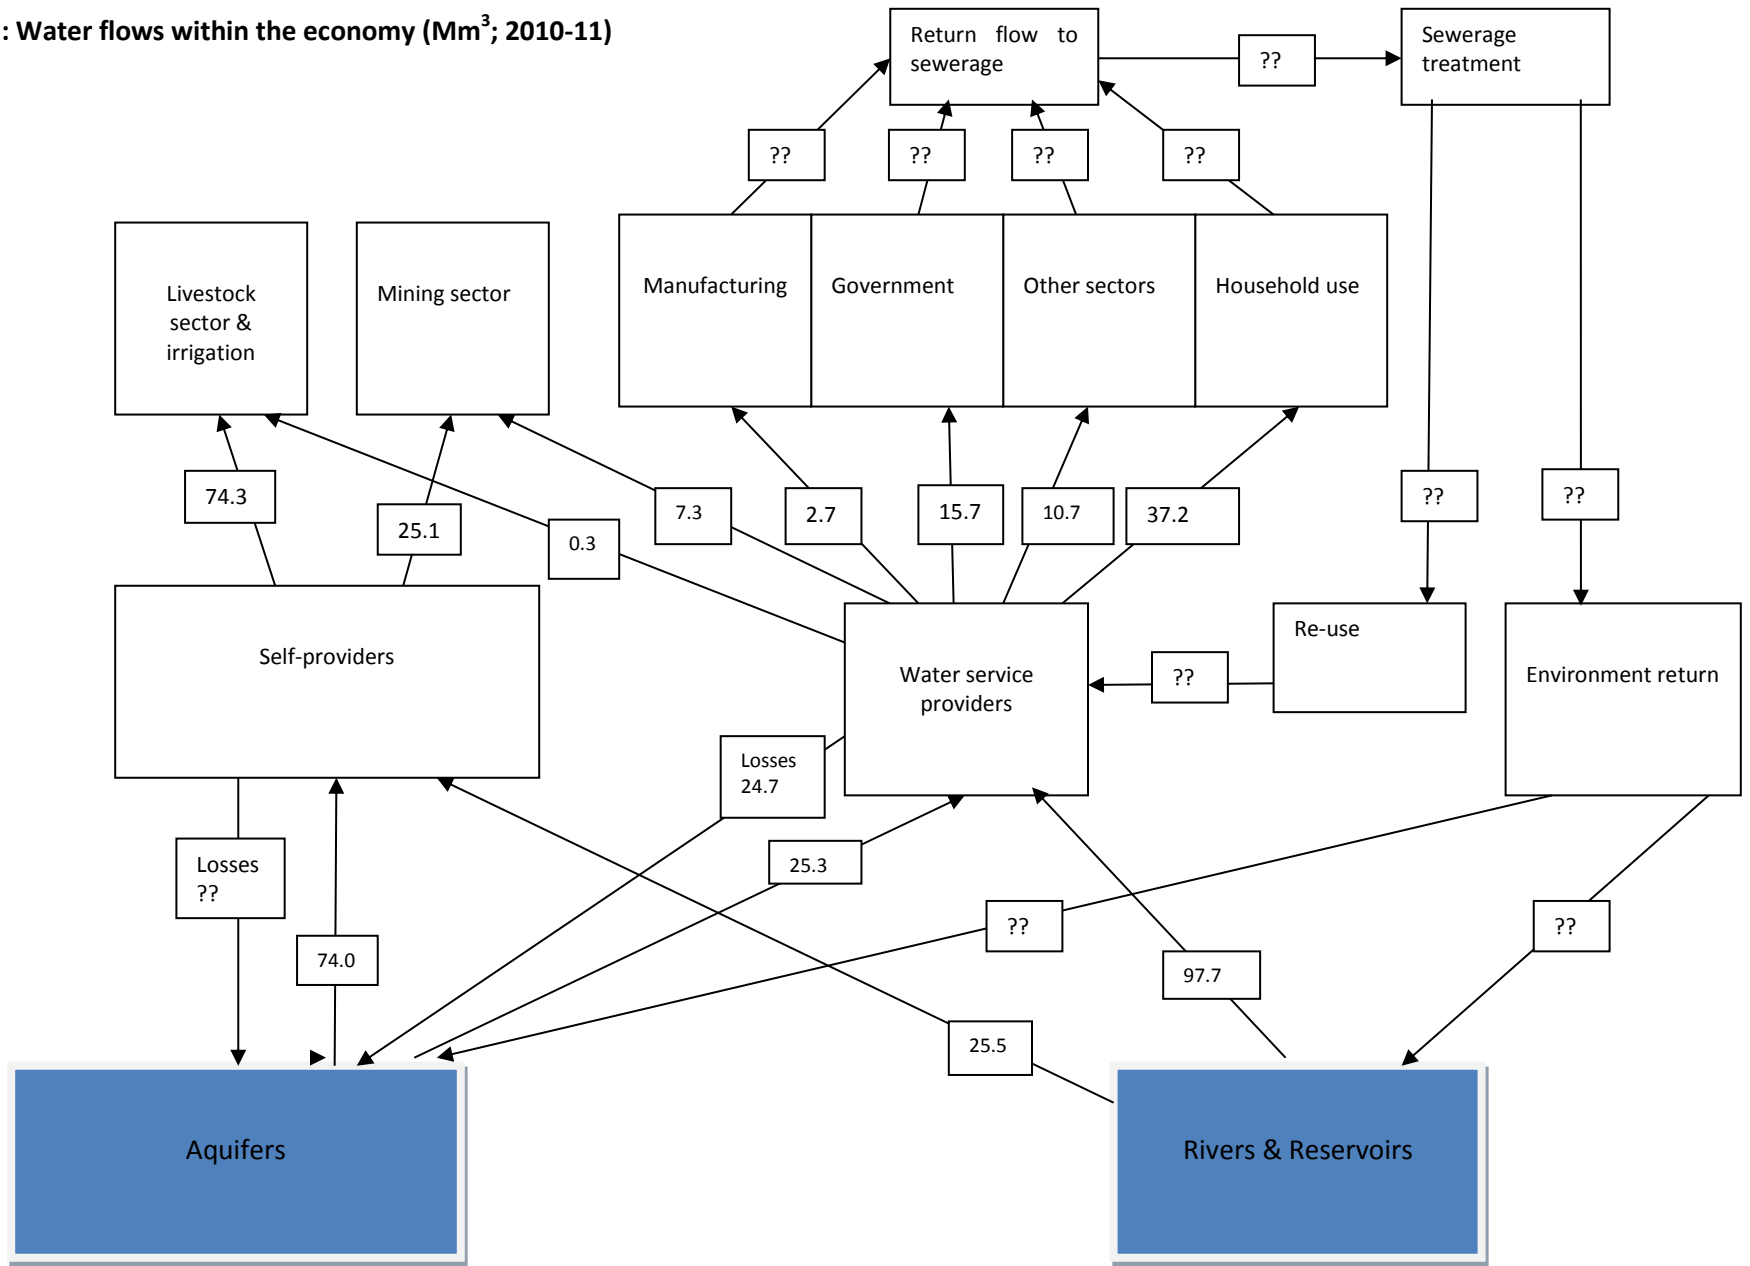 : Water flows within the economy (Mm³; 2010-11)
Return flow to
sewerage
??
Sewerage
treatment
??
??
??
??
Livestock
sector &
irrigation
Mining sector
Manufacturing
Government
Other sectors
Household use
74.3
25.1
0.3
7.3
2.7
15.7
10.7
37.2
??
??
Self-providers
Water service
providers
??
Re-use
Environment return
Losses
24.7
Losses
??
25.3
74.0
??
97.7
??
25.5
Aquifers
Rivers & Reservoirs